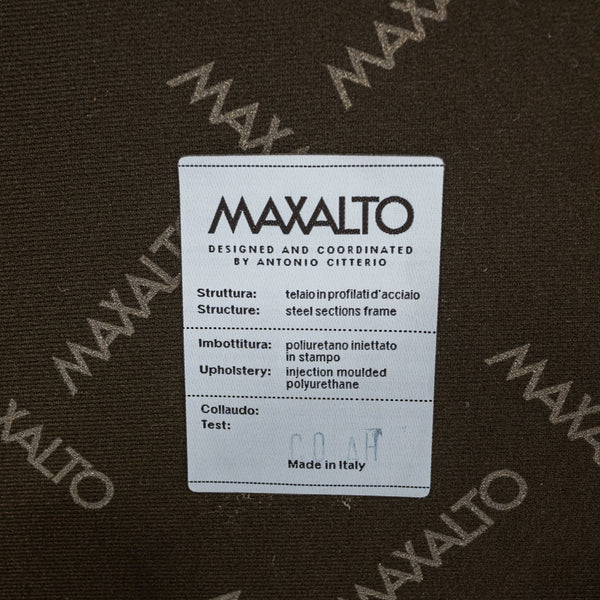 MAXALTO
MAXALTO
MAXALTO
DESIGNED AND COORDINATED
BY ANTONIO CITTERIO
Struttura: telaio in profilati d'acciaio
Structure: steel sections frame
Imbottitura: poliuretano iniettato
in stampo
Upholstery: injection moulded
polyurethane
Collaudo:
Test:
Made in Italy
MAXALTO
MAXALTO
MAXALTO
MAXALTO